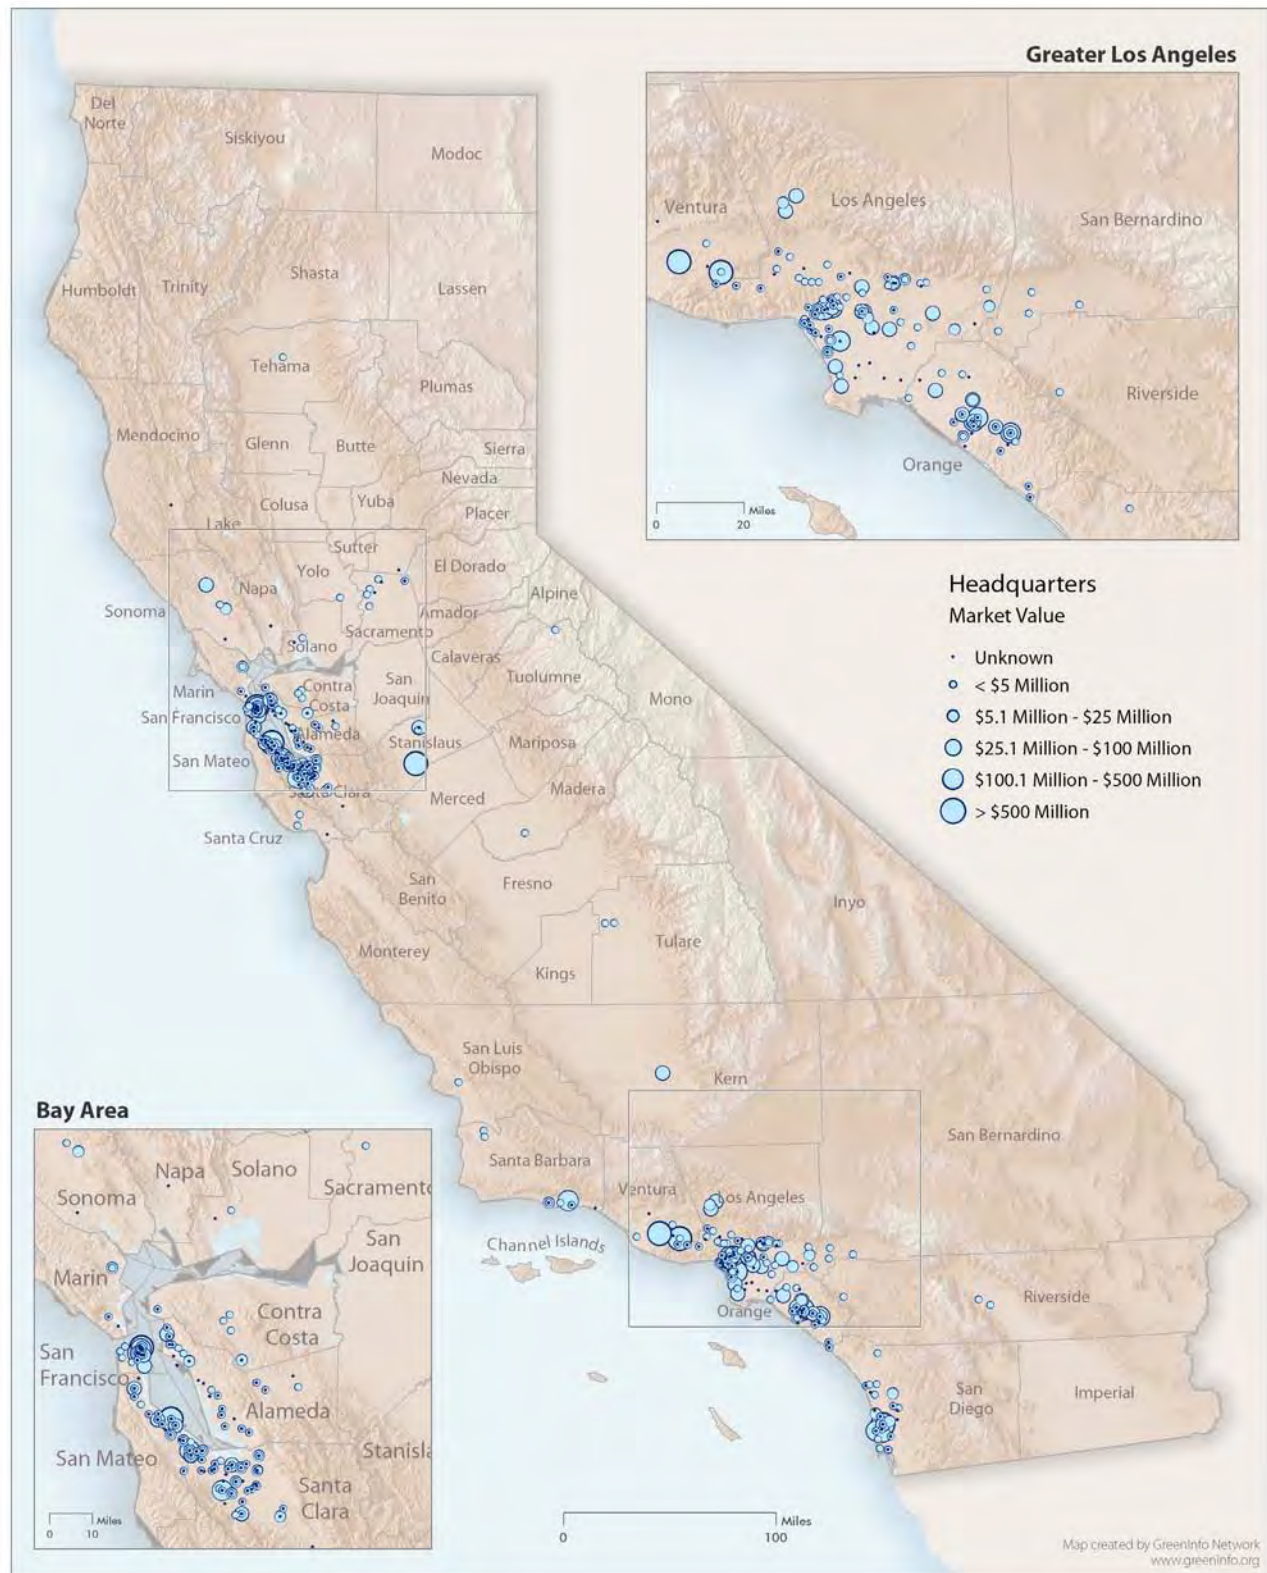 Greater Los Angeles
Ventura
Los Angeles
San Bernardino
Riverside
Orange
Miles
0
20
Del
Norte
Siskiyou
Modoc
Humboldt
Trinity
Shasta
Lassen
Tehama
Plumas
Mendocino
Glenn
Butte
Sierra
Nevada
Colusa
Yuba
Placer
Lake
Sutter
Yolo
El Dorado
Napa
Alpine
Sonoma
Amador
Sacramento
Solano
Calaveras
Marin
Contra
Costa
San
Joaquin
Tuolumne
Mono
San Francisco
Alameda
Stanislaus
Mariposa
San Mateo
Santa Clara
Merced
Madera
Santa Cruz
San
Benito
Fresno
Inyo
Monterey
Tulare
Kings
San Luis
Obispo
Kern
San Bernardino
Santa Barbara
Ventura
Los Angeles
Channel Islands
Orange
Riverside
San
Diego
Imperial
Headquarters
Market Value
Unknown
< $5 Million
$5.1 Million - $25 Million
$25.1 Million - $100 Million
$100.1 Million - $500 Million
> $500 Million
Bay Area
Napa
Solano
Sonoma
Sacramento
San
Joaquin
Marin
Contra
Costa
San
Francisco
Alameda
San Mateo
Stanisla
Santa
Clara
Miles
0
10
Miles
0
100
Map created by GreenInfo Network
www.greeninfo.org